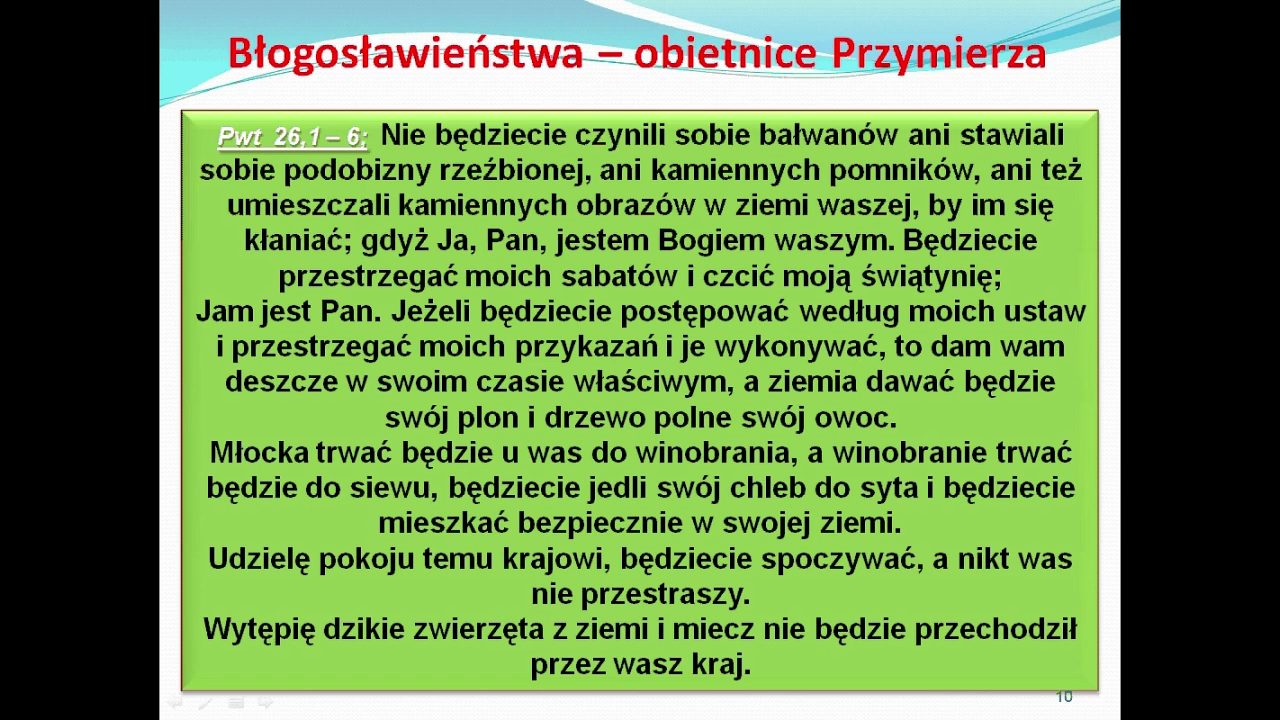 Błogosławieństwa – obietnice Przymierza
Pwt 26,1 – 6; Nie będziecie czynili sobie bałwanów ani stawiali
sobie podobizny rzeźbionej, ani kamiennych pomników, ani też
umieszczali kamiennych obrazów w ziemi waszej, by im się
kłaniać; gdyż Ja, Pan, jestem Bogiem waszym. Będziecie
przestrzegać moich sabatów i czcić moją świątynię;
Jam jest Pan. Jeżeli będziecie postępować według moich ustaw
i przestrzegać moich przykazań i je wykonywać, to dam wam
deszcze w swoim czasie właściwym, a ziemia dawać będzie
swój plon i drzewo polne swój owoc.
Młocka trwać będzie u was do winobrania, a winobranie trwać
będzie do siewu, będziecie jedli swój chleb do syta i będziecie
mieszkać bezpiecznie w swojej ziemi.
Udzielę pokoju temu krajowi, będziecie spoczywać, a nikt was
nie przestraszy.
Wytępię dzikie zwierzęta z ziemi i miecz nie będzie przechodził
przez wasz kraj.
10